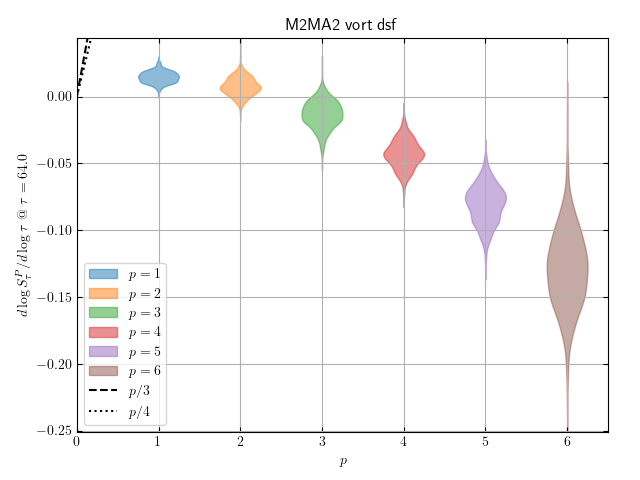 M2MA2 vort dsf
d log S_τ^P / d log τ @ τ = 64.0
0.00
−0.05
−0.10
−0.15
−0.20
−0.25
p = 1
p = 2
p = 3
p = 4
p = 5
p = 6
p/3
p/4
0 1 2 3 4 5 6
p